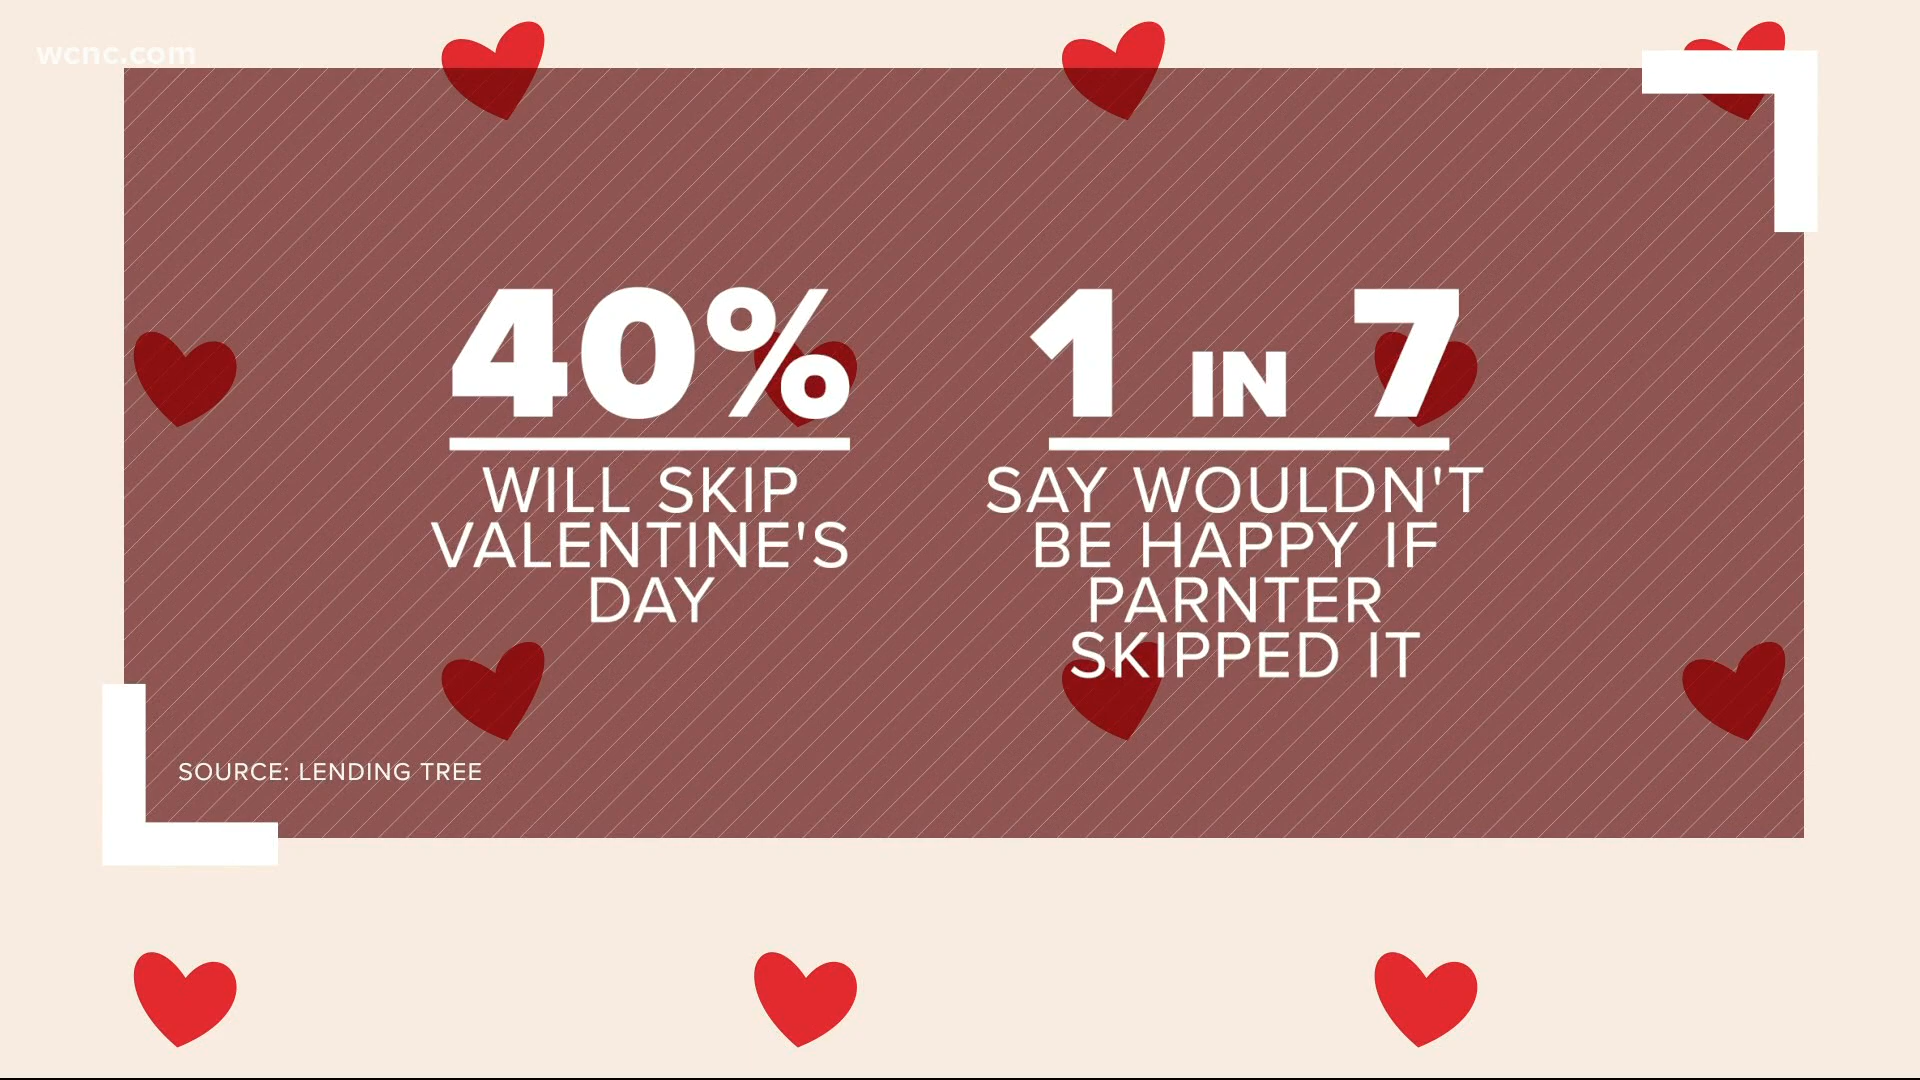 wcnc.com
40%
WILL SKIP
VALENTINE'S
DAY
1 IN 7
SAY WOULDN'T
BE HAPPY IF
PARNTER
SKIPPED IT
SOURCE: LENDING TREE